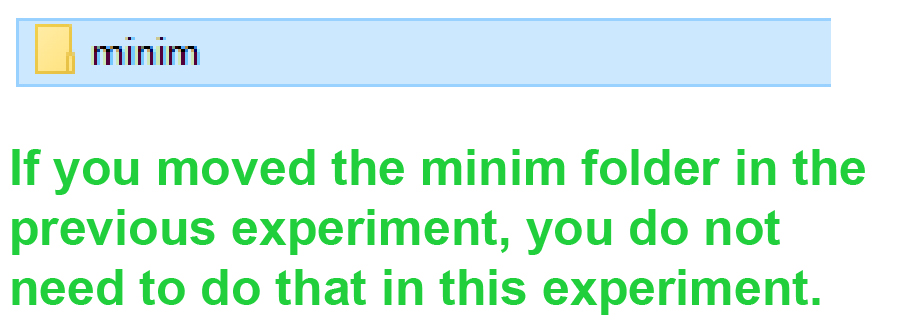 minim
If you moved the minim folder in the
previous experiment, you do not
need to do that in this experiment.